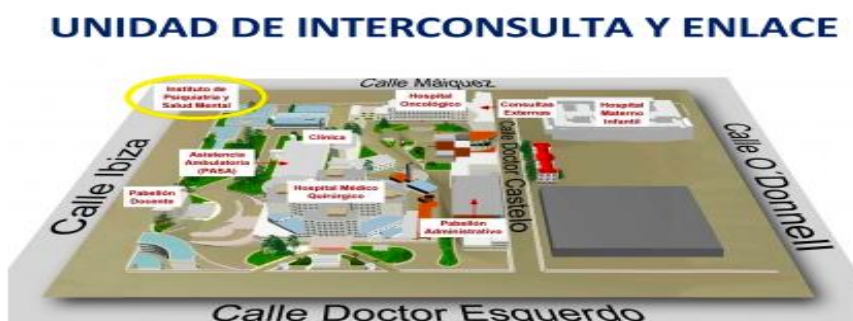 UNIDAD DE INTERCONSULTA Y ENLACE
Calle Máiquez
Instituto de
Psiquiatría y
Salud Mental
Hospital
Oncológico
Consultas
Externas
Hospital
Materno
Infantil
Clínica
Asistencia
Ambulatoria
(PASA)
Calle Ibiza
Calle Doctor Castelo
Calle O´Donnell
Pabellón
Docente
Hospital Médico
Quirúrgico
Pabellón
Administrativo
Calle Doctor Esquerdo